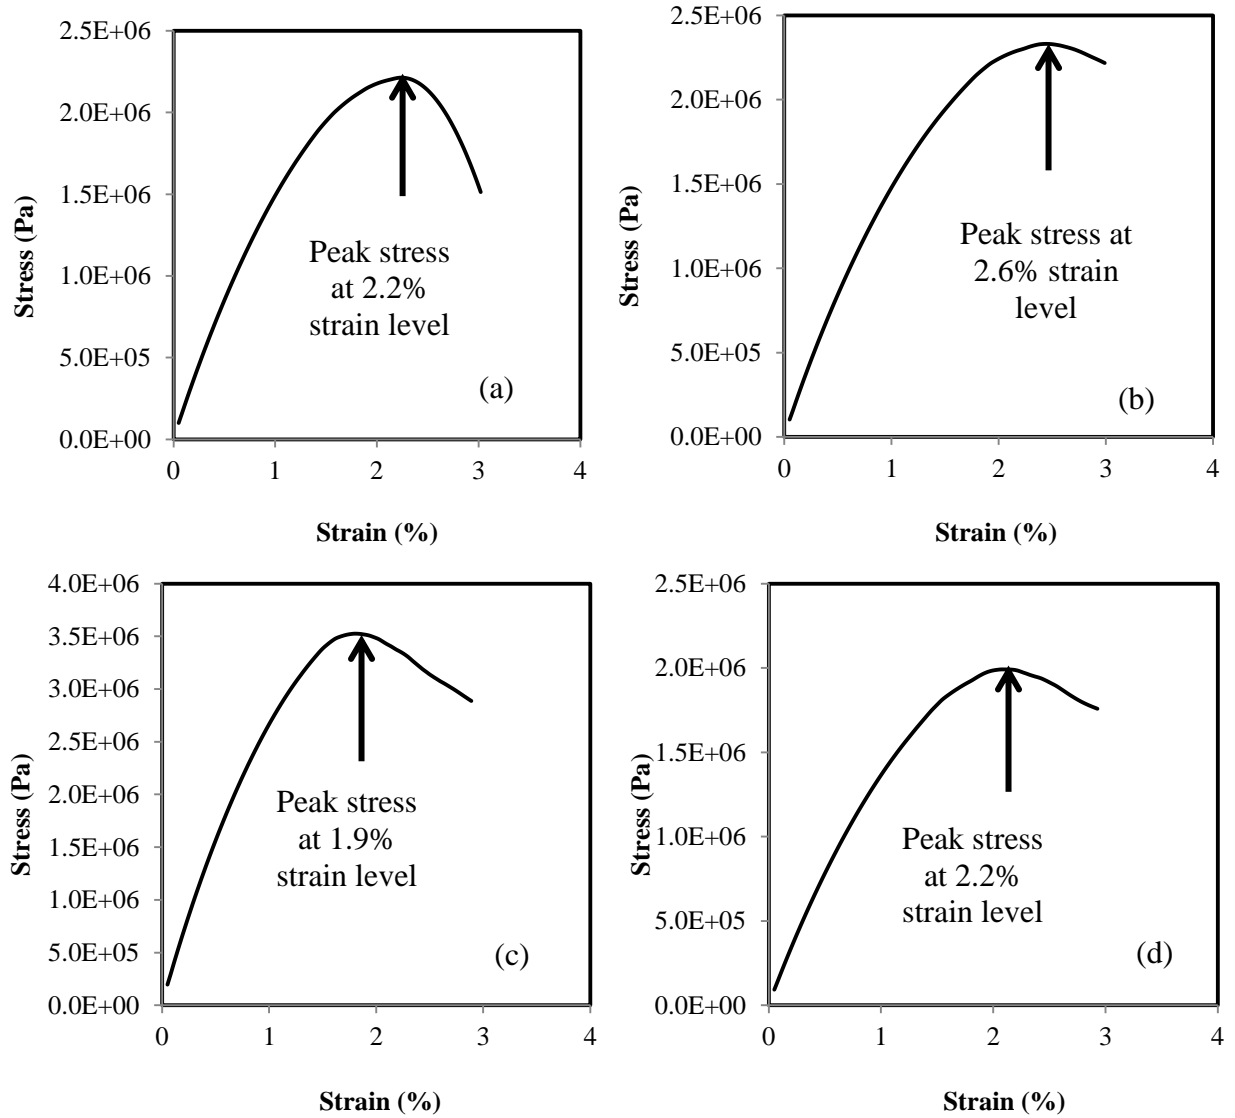 2.5E+06
2.0E+06
1.5E+06
1.0E+06
5.0E+05
0.0E+00
Stress (Pa)
Peak stress
at 2.2%
strain level
(a)
0 1 2 3 4
Strain (%)
2.5E+06
2.0E+06
1.5E+06
1.0E+06
5.0E+05
0.0E+00
Stress (Pa)
Peak stress at
2.6% strain
level
(b)
0 1 2 3 4
Strain (%)
4.0E+06
3.5E+06
3.0E+06
2.5E+06
2.0E+06
1.5E+06
1.0E+06
5.0E+05
0.0E+00
Stress (Pa)
Peak stress
at 1.9%
strain level
(c)
0 1 2 3 4
Strain (%)
2.5E+06
2.0E+06
1.5E+06
1.0E+06
5.0E+05
0.0E+00
Stress (Pa)
Peak stress
at 2.2%
strain level
(d)
0 1 2 3 4
Strain (%)